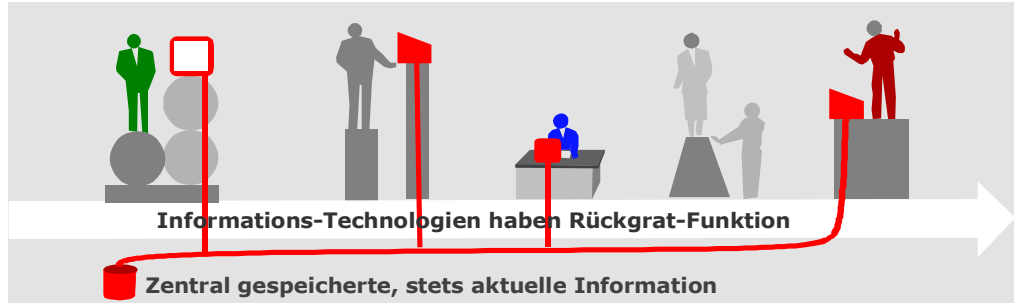 Informations-Technologien haben Rückgrat-Funktion
Zentral gespeicherte, stets aktuelle Information